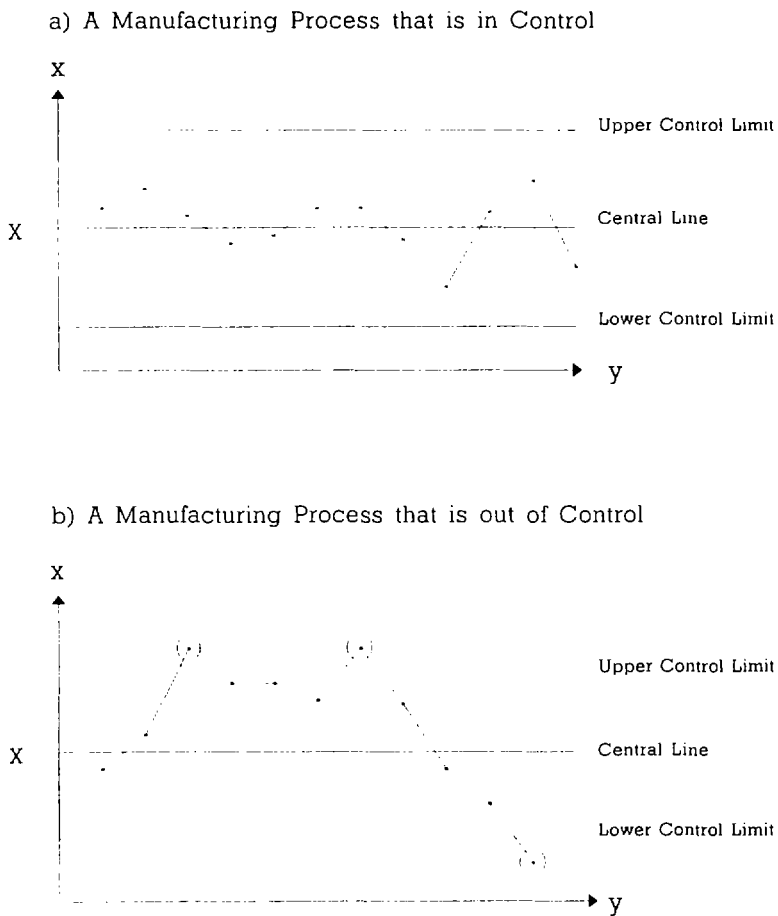 a) A Manufacturing Process that is in Control
X
Upper Control Limit
X
Central Line
Lower Control Limit
y
b) A Manufacturing Process that is out of Control
X
Upper Control Limit
X
Central Line
Lower Control Limit
y